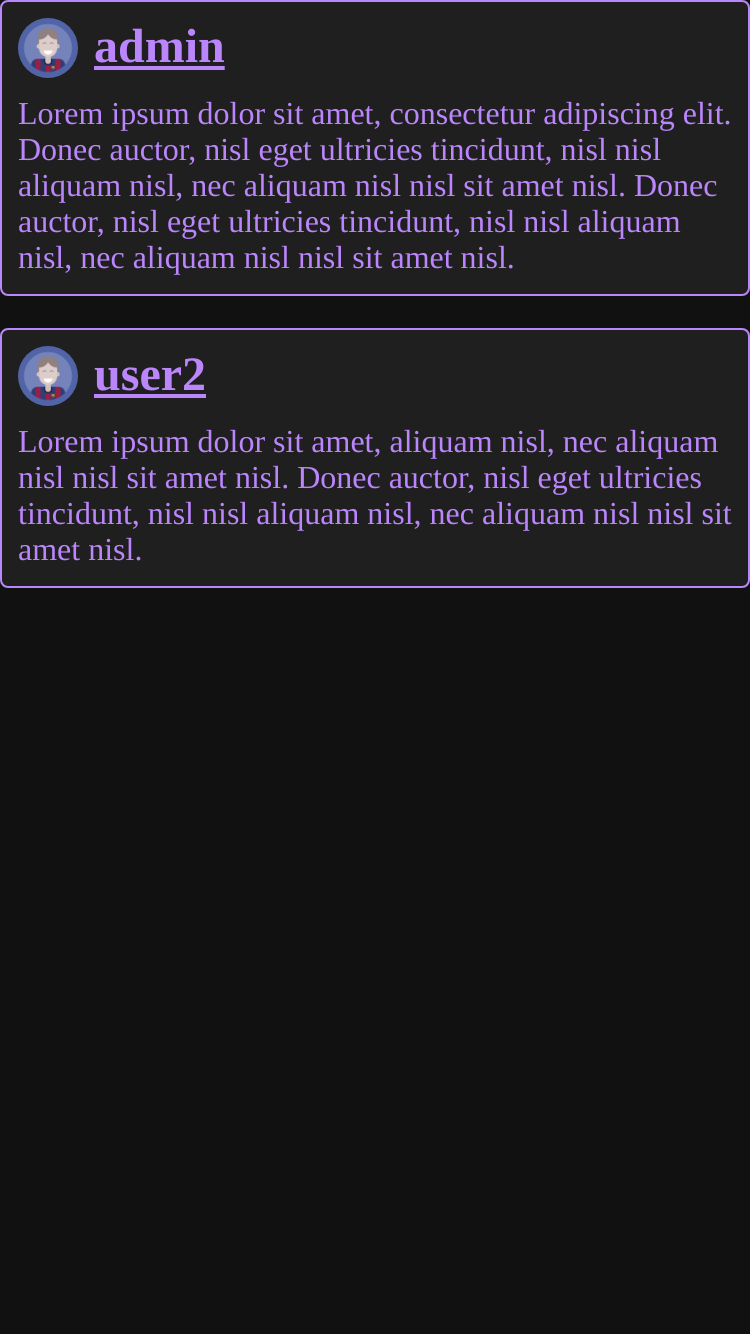 admin
Lorem ipsum dolor sit amet, consectetur adipiscing elit.
Donec auctor, nisl eget ultricies tincidunt, nisl nisl
aliquam nisl, nec aliquam nisl nisl sit amet nisl. Donec
auctor, nisl eget ultricies tincidunt, nisl nisl aliquam
nisl, nec aliquam nisl nisl sit amet nisl.
user2
Lorem ipsum dolor sit amet, aliquam nisl, nec aliquam
nisl nisl sit amet nisl. Donec auctor, nisl eget ultricies
tincidunt, nisl nisl aliquam nisl, nec aliquam nisl nisl sit
amet nisl.